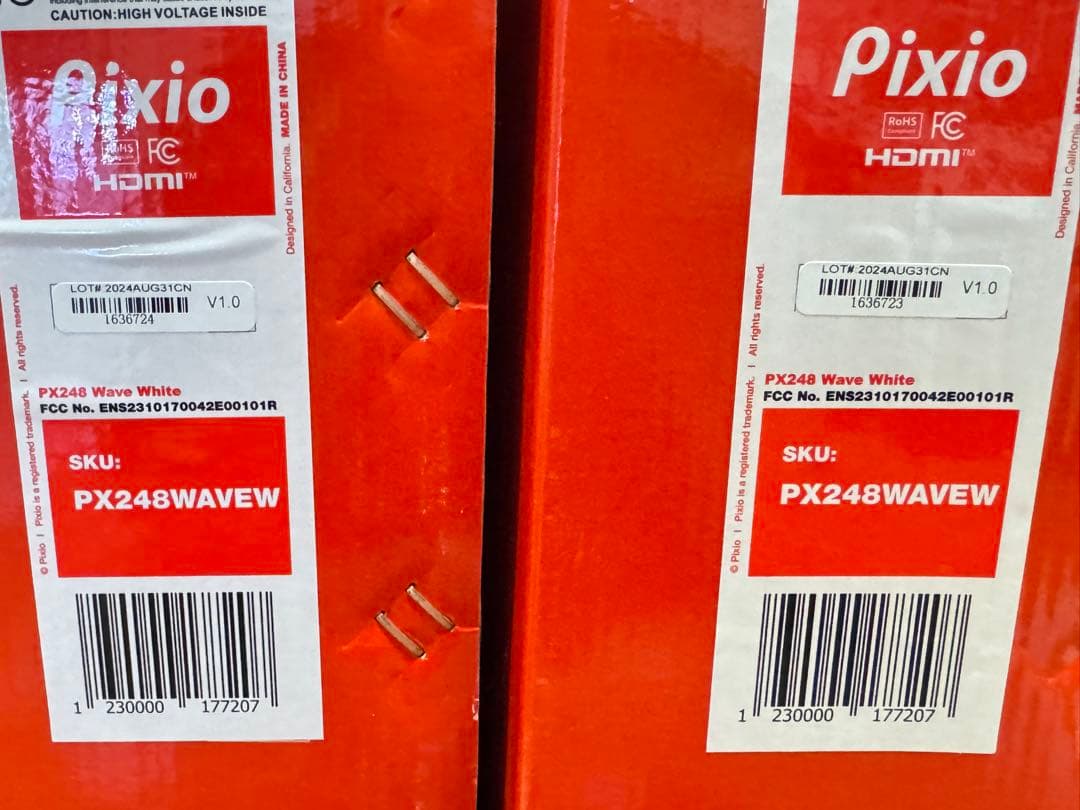 CAUTION:HIGH VOLTAGE INSIDE
Pixio
RoHS
FC
HDMI™
Designed in California. MADE IN CHINA
LOT# 2024AUG31CN
V1.0
1636724
© Pixio I Pixio is a registered trademark. I All rights reserved.
PX248 Wave White
FCC No. ENS2310170042E00101R
SKU:
PX248WAVEW
1 230000 177207
Pixio
RoHS
Compliant
FC
HDMI™
Designed in California.
LOT# 2024AUG31CN
V1.0
1636723
© Pixio I Pixio is a registered trademark. I All rights reserved.
PX248 Wave White
FCC No. ENS2310170042E00101R
SKU:
PX248WAVEW
1 230000 177207